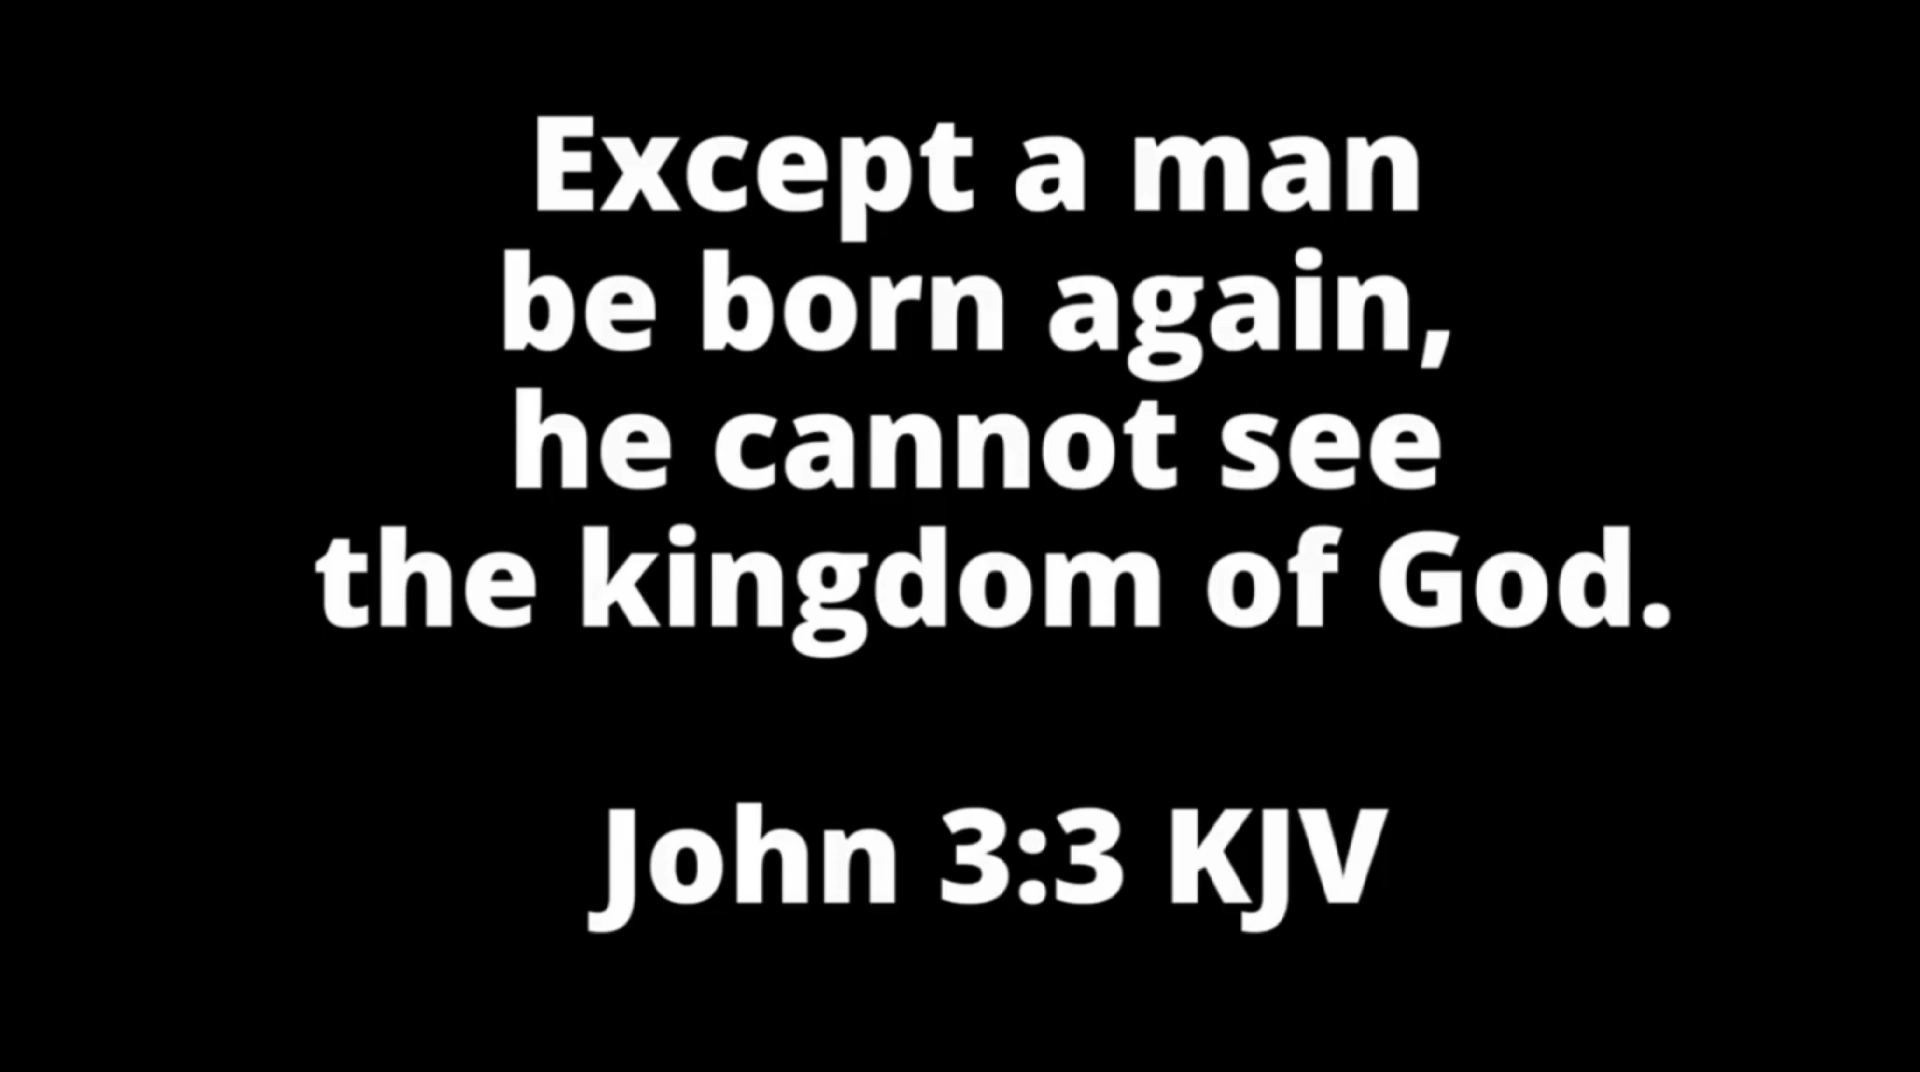 Except a man
be born again,
he cannot see
the kingdom of God.
John 3:3 KJV